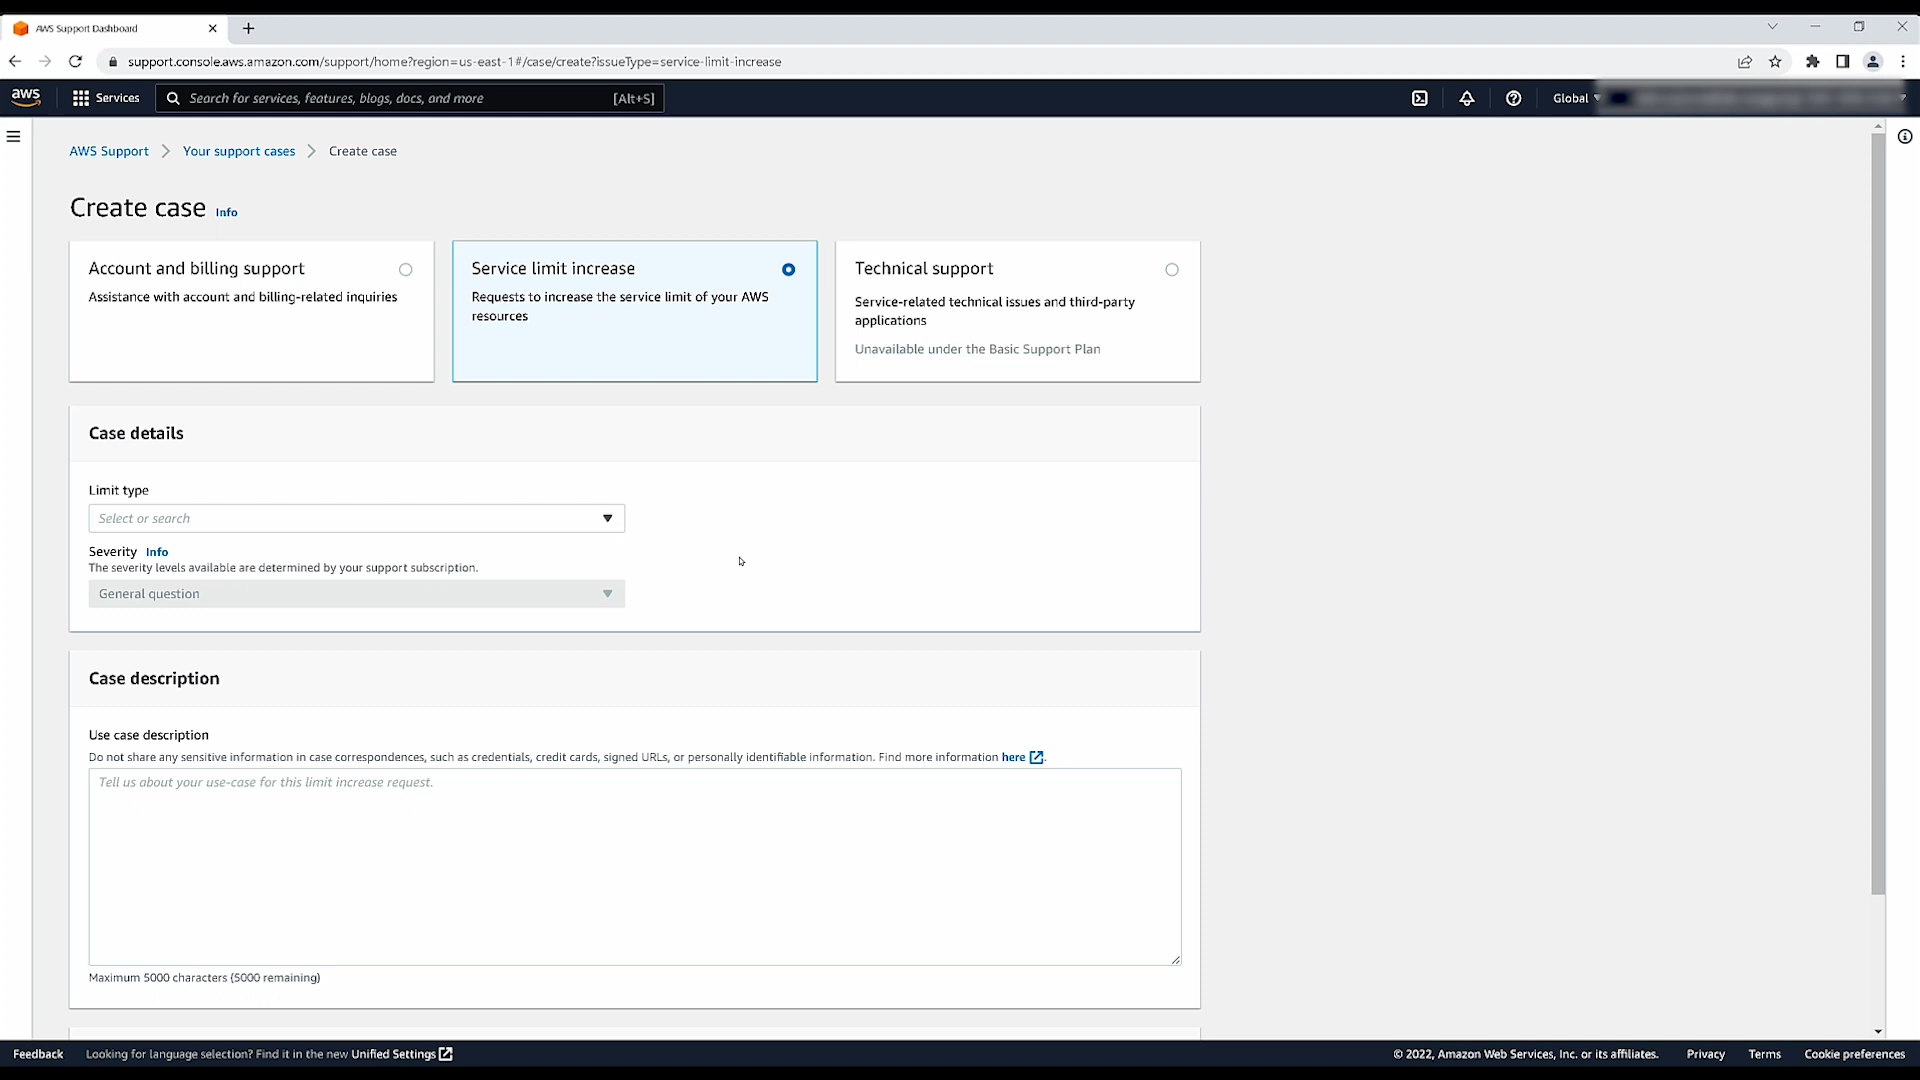 AWS Support Dashboard
support.console.aws.amazon.com/support/home?region=us-east-1#/case/create?issueType=service-limit-increase
aws Services Search for services, features, blogs, docs, and more [Alt+S] Global
AWS Support Your support cases Create case
Create case Info
Account and billing support
Assistance with account and billing-related inquiries
Service limit increase
Requests to increase the service limit of your AWS
resources
Technical support
Service-related technical issues and third-party
applications
Unavailable under the Basic Support Plan
Case details
Limit type
Select or search
Severity Info
The severity levels available are determined by your support subscription.
General question
Case description
Use case description
Do not share any sensitive information in case correspondences, such as credentials, credit cards, signed URLs, or personally identifiable information. Find more information here.
Tell us about your use-case for this limit increase request.
Maximum 5000 characters (5000 remaining)
Feedback Looking for language selection? Find it in the new Unified Settings © 2022, Amazon Web Services, Inc. or its affiliates. Privacy Terms Cookie preferences